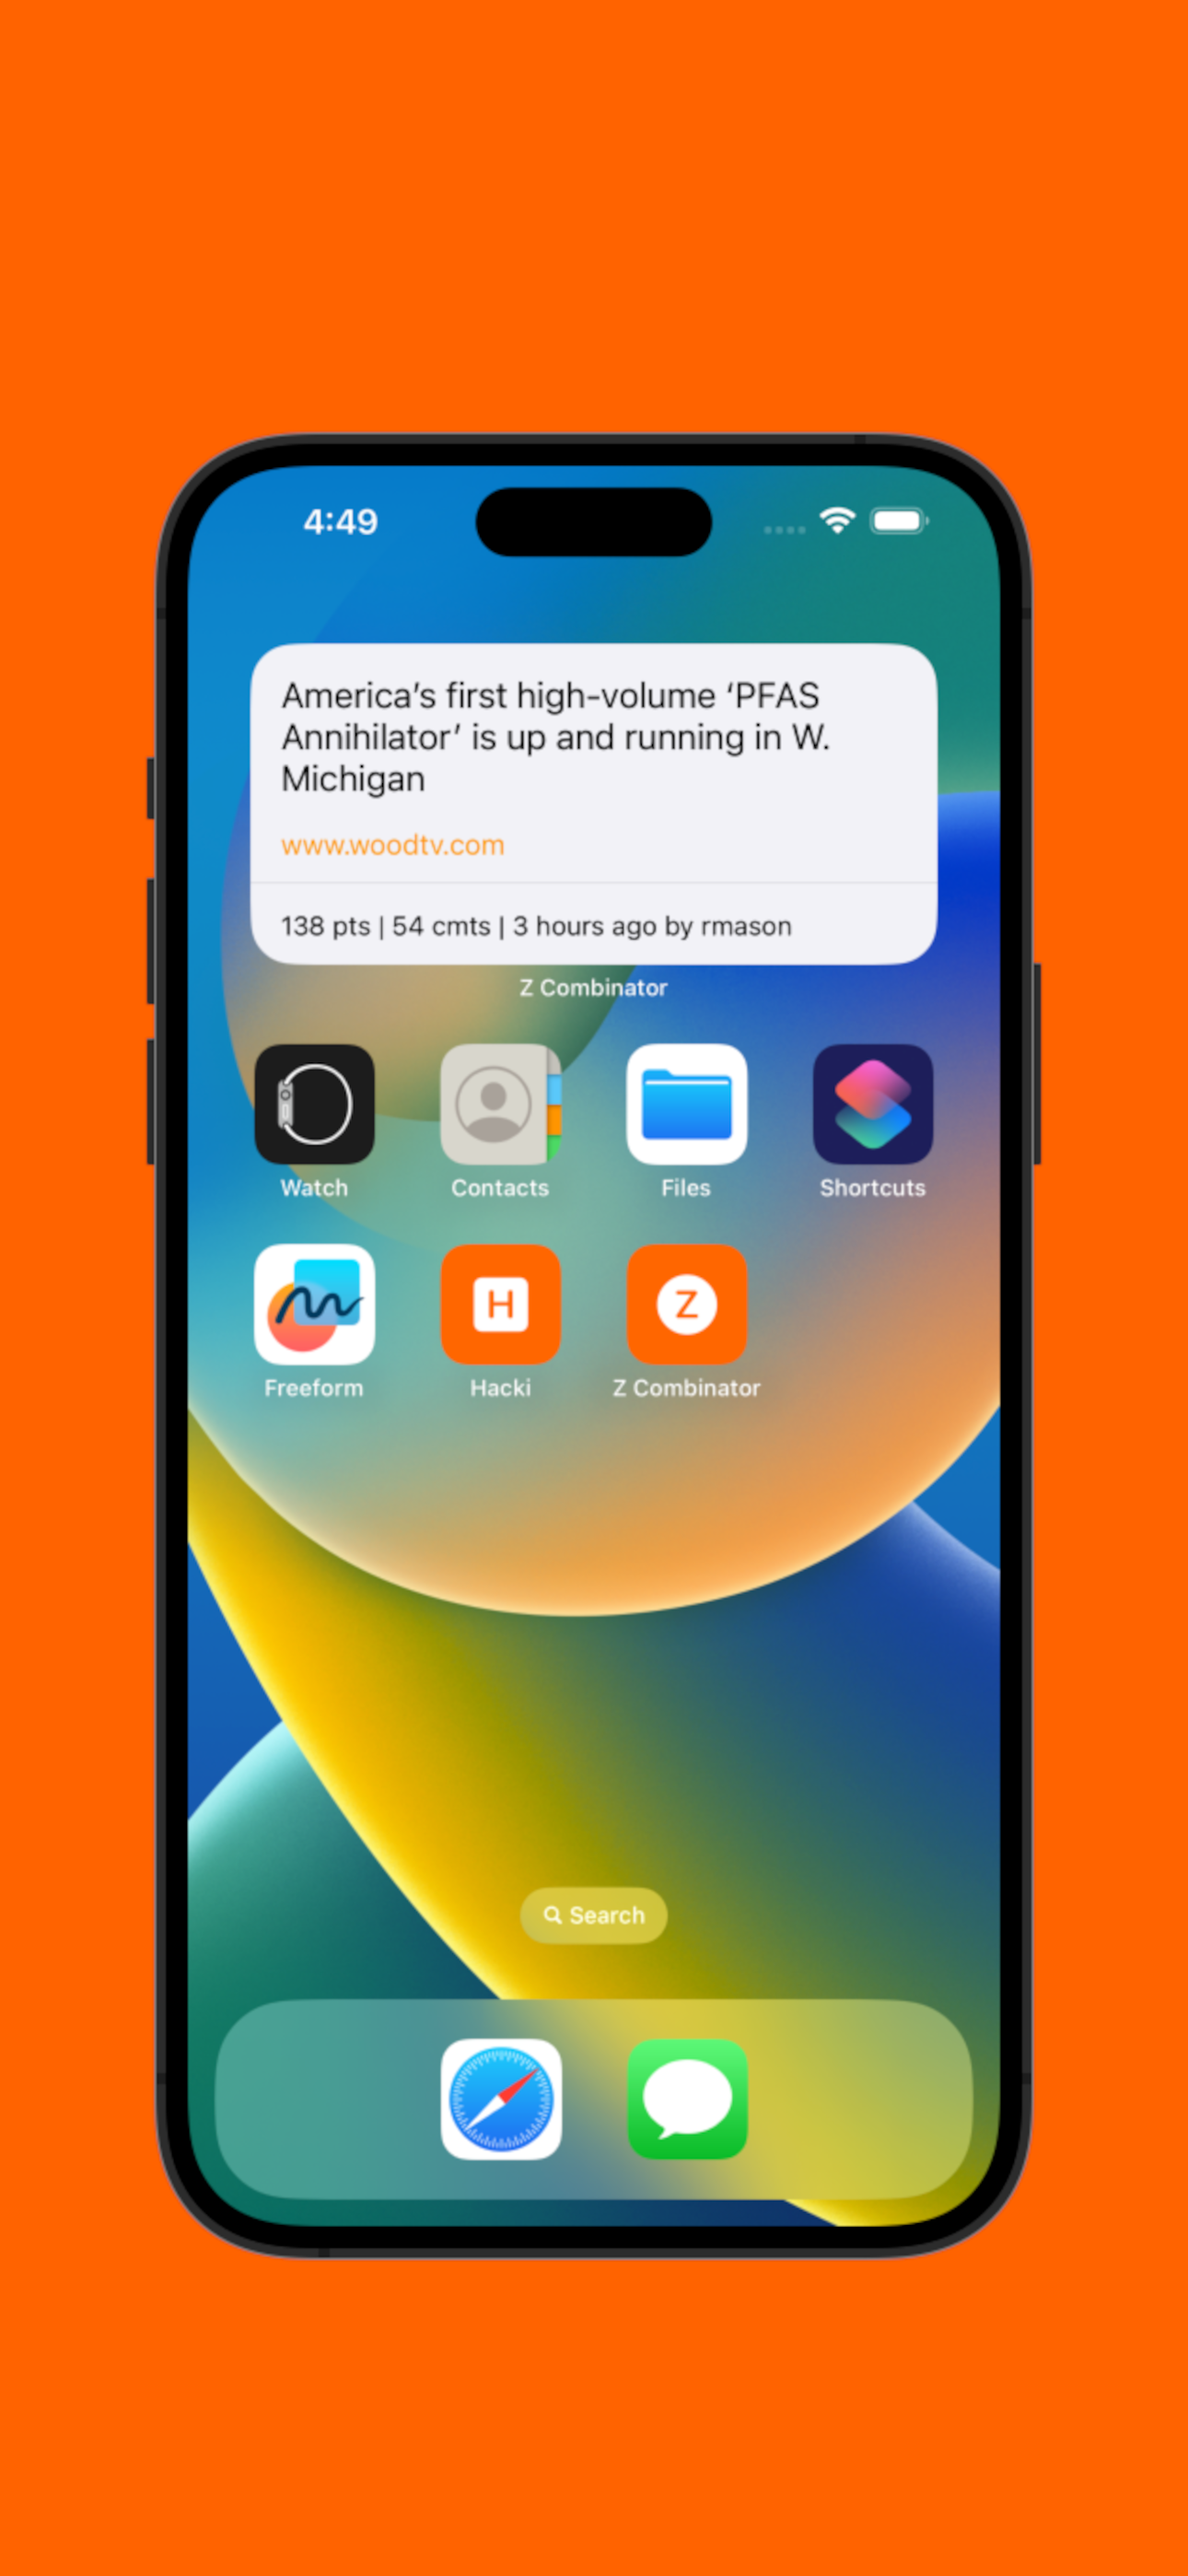 4:49
America’s first high-volume ‘PFAS
Annihilator’ is up and running in W.
Michigan
www.woodtv.com
138 pts | 54 cmts | 3 hours ago by rmason
Z Combinator
Watch Contacts Files Shortcuts
H Z
Freeform Hacki Z Combinator
Search